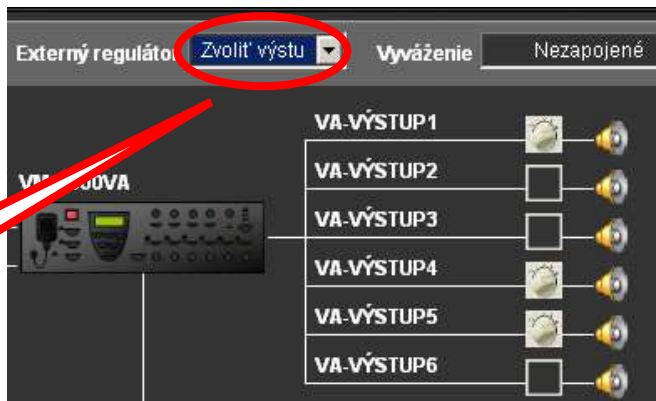 Externý regulátor Zvoliť výstu Vyváženie Nezapojené
VA-VÝSTUP1
VA-VÝSTUP2
VA-VÝSTUP3
VA-VÝSTUP4
VA-VÝSTUP5
VA-VÝSTUP6